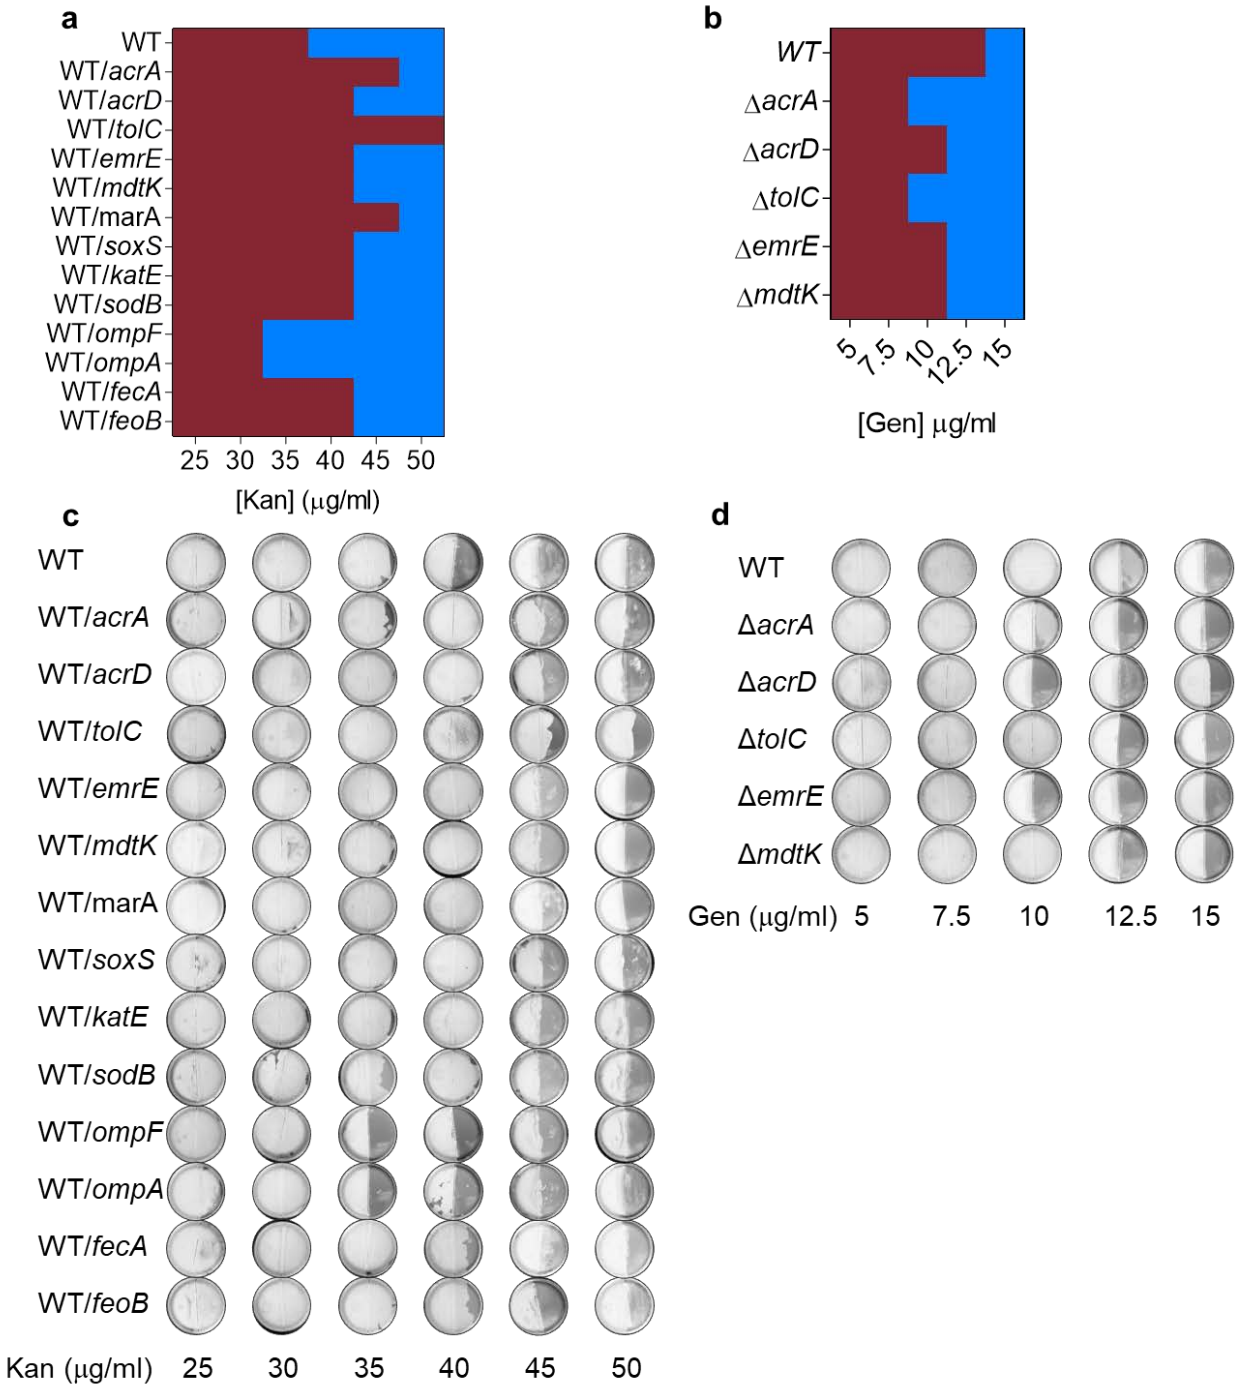 a
WT
WT/acrA
WT/acrD
WT/tolC
WT/emrE
WT/mdtK
WT/marA
WT/soxS
WT/katE
WT/sodB
WT/ompF
WT/ompA
WT/fecA
WT/feoB
25 30 35 40 45 50
[Kan] (μg/ml)
b
WT
ΔacrA
ΔacrD
ΔtolC
ΔemrE
ΔmdtK
5 7.5 10 12.5 15
[Gen] μg/ml
c
WT
WT/acrA
WT/acrD
WT/tolC
WT/emrE
WT/mdtK
WT/marA
WT/soxS
WT/katE
WT/sodB
WT/ompF
WT/ompA
WT/fecA
WT/feoB
Kan (μg/ml) 25 30 35 40 45 50
d
WT
ΔacrA
ΔacrD
ΔtolC
ΔemrE
ΔmdtK
Gen (μg/ml) 5 7.5 10 12.5 15